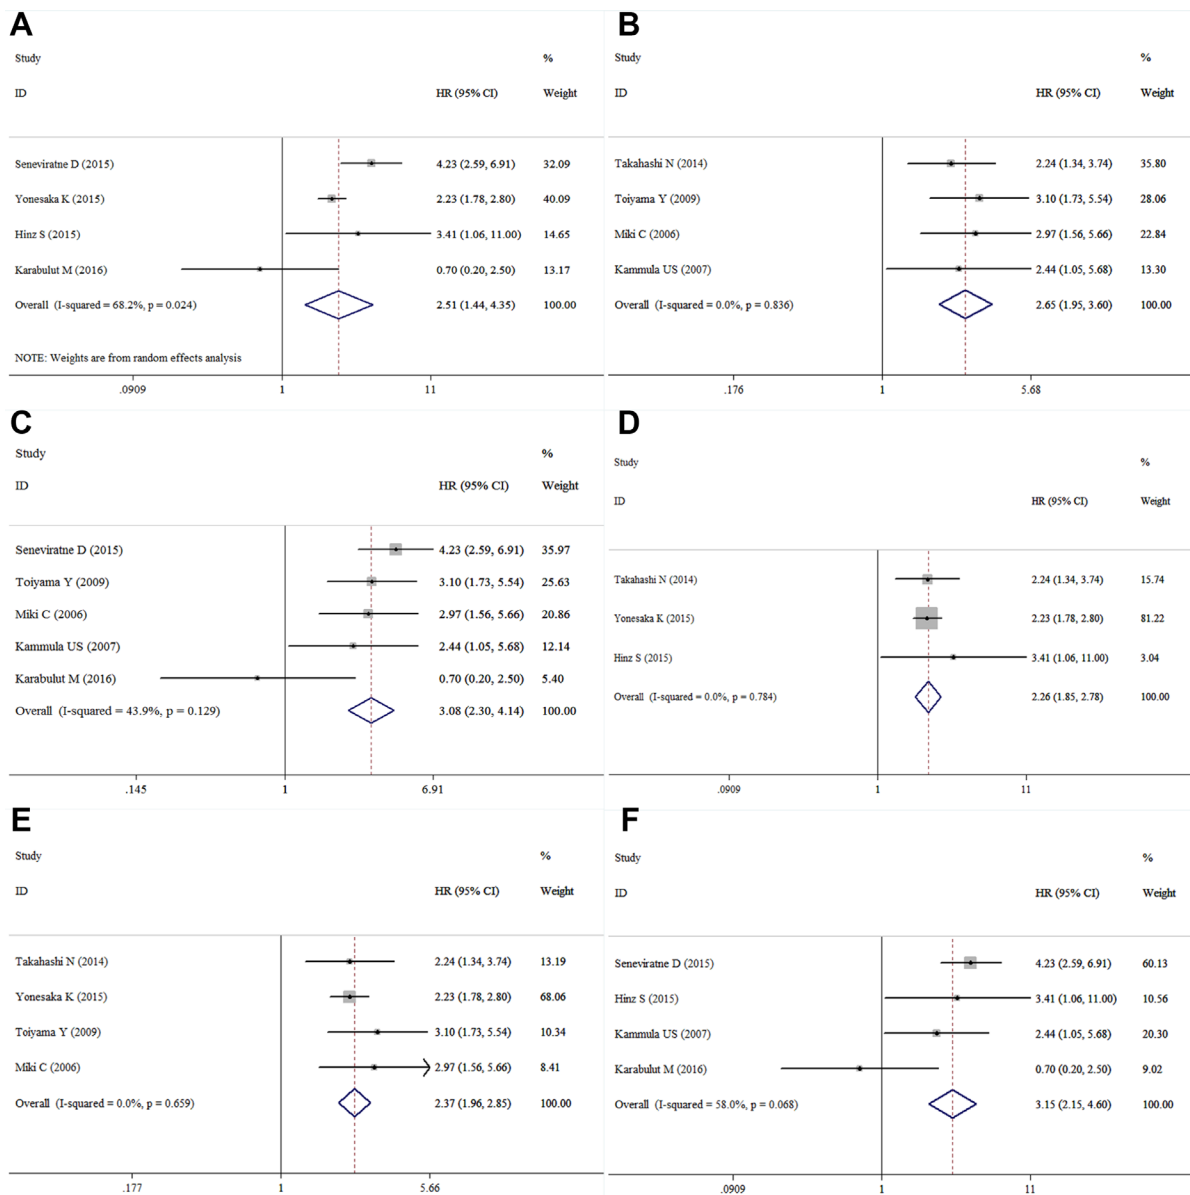 A
Study %
ID HR (95% CI) Weight
Seneviratne D (2015) 4.23 (2.59, 6.91) 32.09
Yonesaka K (2015) 2.23 (1.78, 2.80) 40.09
Hinz S (2015) 3.41 (1.06, 11.00) 14.65
Karabulut M (2016) 0.70 (0.20, 2.50) 13.17
Overall (I-squared = 68.2%, p = 0.024) 2.51 (1.44, 4.35) 100.00
NOTE: Weights are from random effects analysis
.0909 1 11
B
Study %
ID HR (95% CI) Weight
Takahashi N (2014) 2.24 (1.34, 3.74) 35.80
Toiyama Y (2009) 3.10 (1.73, 5.54) 28.06
Miki C (2006) 2.97 (1.56, 5.66) 22.84
Kammula US (2007) 2.44 (1.05, 5.68) 13.30
Overall (I-squared = 0.0%, p = 0.836) 2.65 (1.95, 3.60) 100.00
.176 1 5.68
C
Study %
ID HR (95% CI) Weight
Seneviratne D (2015) 4.23 (2.59, 6.91) 35.97
Toiyama Y (2009) 3.10 (1.73, 5.54) 25.63
Miki C (2006) 2.97 (1.56, 5.66) 20.86
Kammula US (2007) 2.44 (1.05, 5.68) 12.14
Karabulut M (2016) 0.70 (0.20, 2.50) 5.40
Overall (I-squared = 43.9%, p = 0.129) 3.08 (2.30, 4.14) 100.00
.145 1 6.91
D
Study %
ID HR (95% CI) Weight
Takahashi N (2014) 2.24 (1.34, 3.74) 15.74
Yonesaka K (2015) 2.23 (1.78, 2.80) 81.22
Hinz S (2015) 3.41 (1.06, 11.00) 3.04
Overall (I-squared = 0.0%, p = 0.784) 2.26 (1.85, 2.78) 100.00
.0909 1 11
E
Study %
ID HR (95% CI) Weight
Takahashi N (2014) 2.24 (1.34, 3.74) 13.19
Yonesaka K (2015) 2.23 (1.78, 2.80) 68.06
Toiyama Y (2009) 3.10 (1.73, 5.54) 10.34
Miki C (2006) 2.97 (1.56, 5.66) 8.41
Overall (I-squared = 0.0%, p = 0.659) 2.37 (1.96, 2.85) 100.00
.177 1 5.66
F
Study %
ID HR (95% CI) Weight
Seneviratne D (2015) 4.23 (2.59, 6.91) 60.13
Hinz S (2015) 3.41 (1.06, 11.00) 10.56
Kammula US (2007) 2.44 (1.05, 5.68) 20.30
Karabulut M (2016) 0.70 (0.20, 2.50) 9.02
Overall (I-squared = 58.0%, p = 0.068) 3.15 (2.15, 4.60) 100.00
.0909 1 11